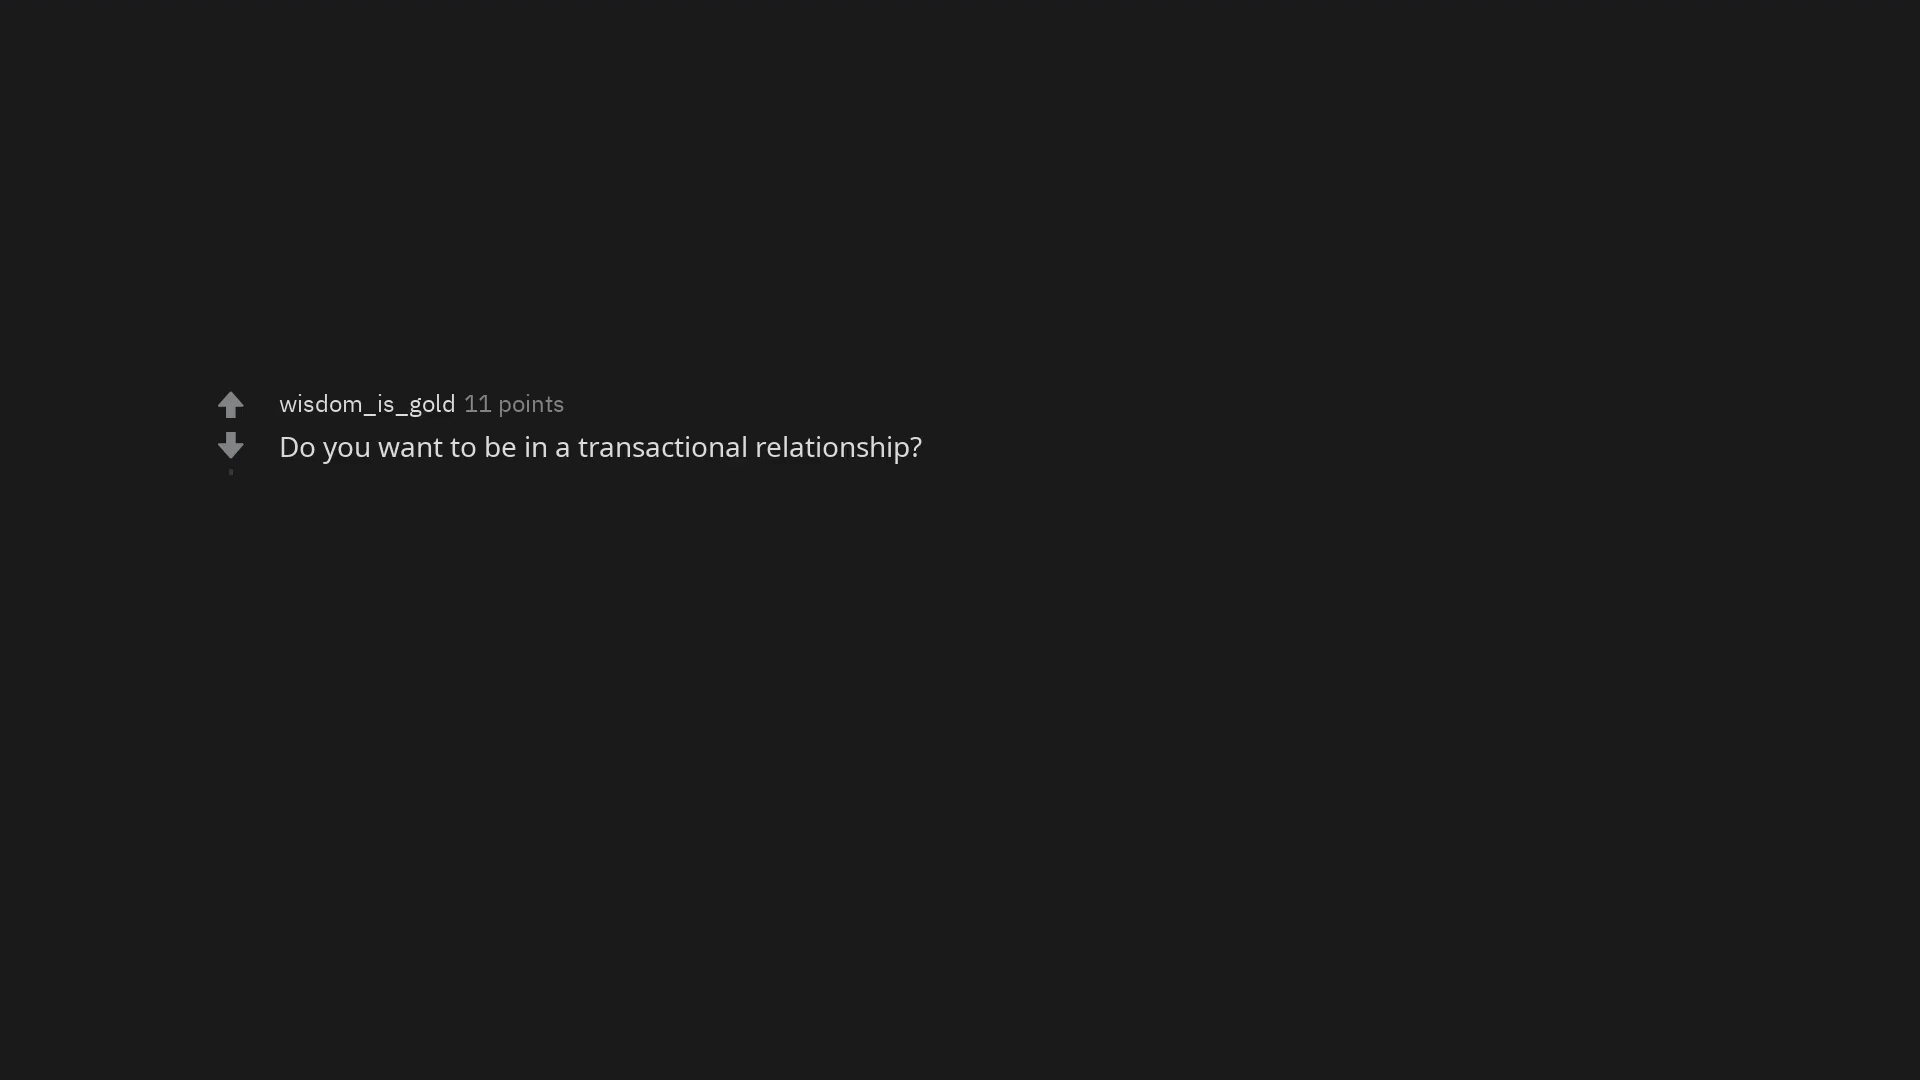 wisdom_is_gold 11 points
Do you want to be in a transactional relationship?